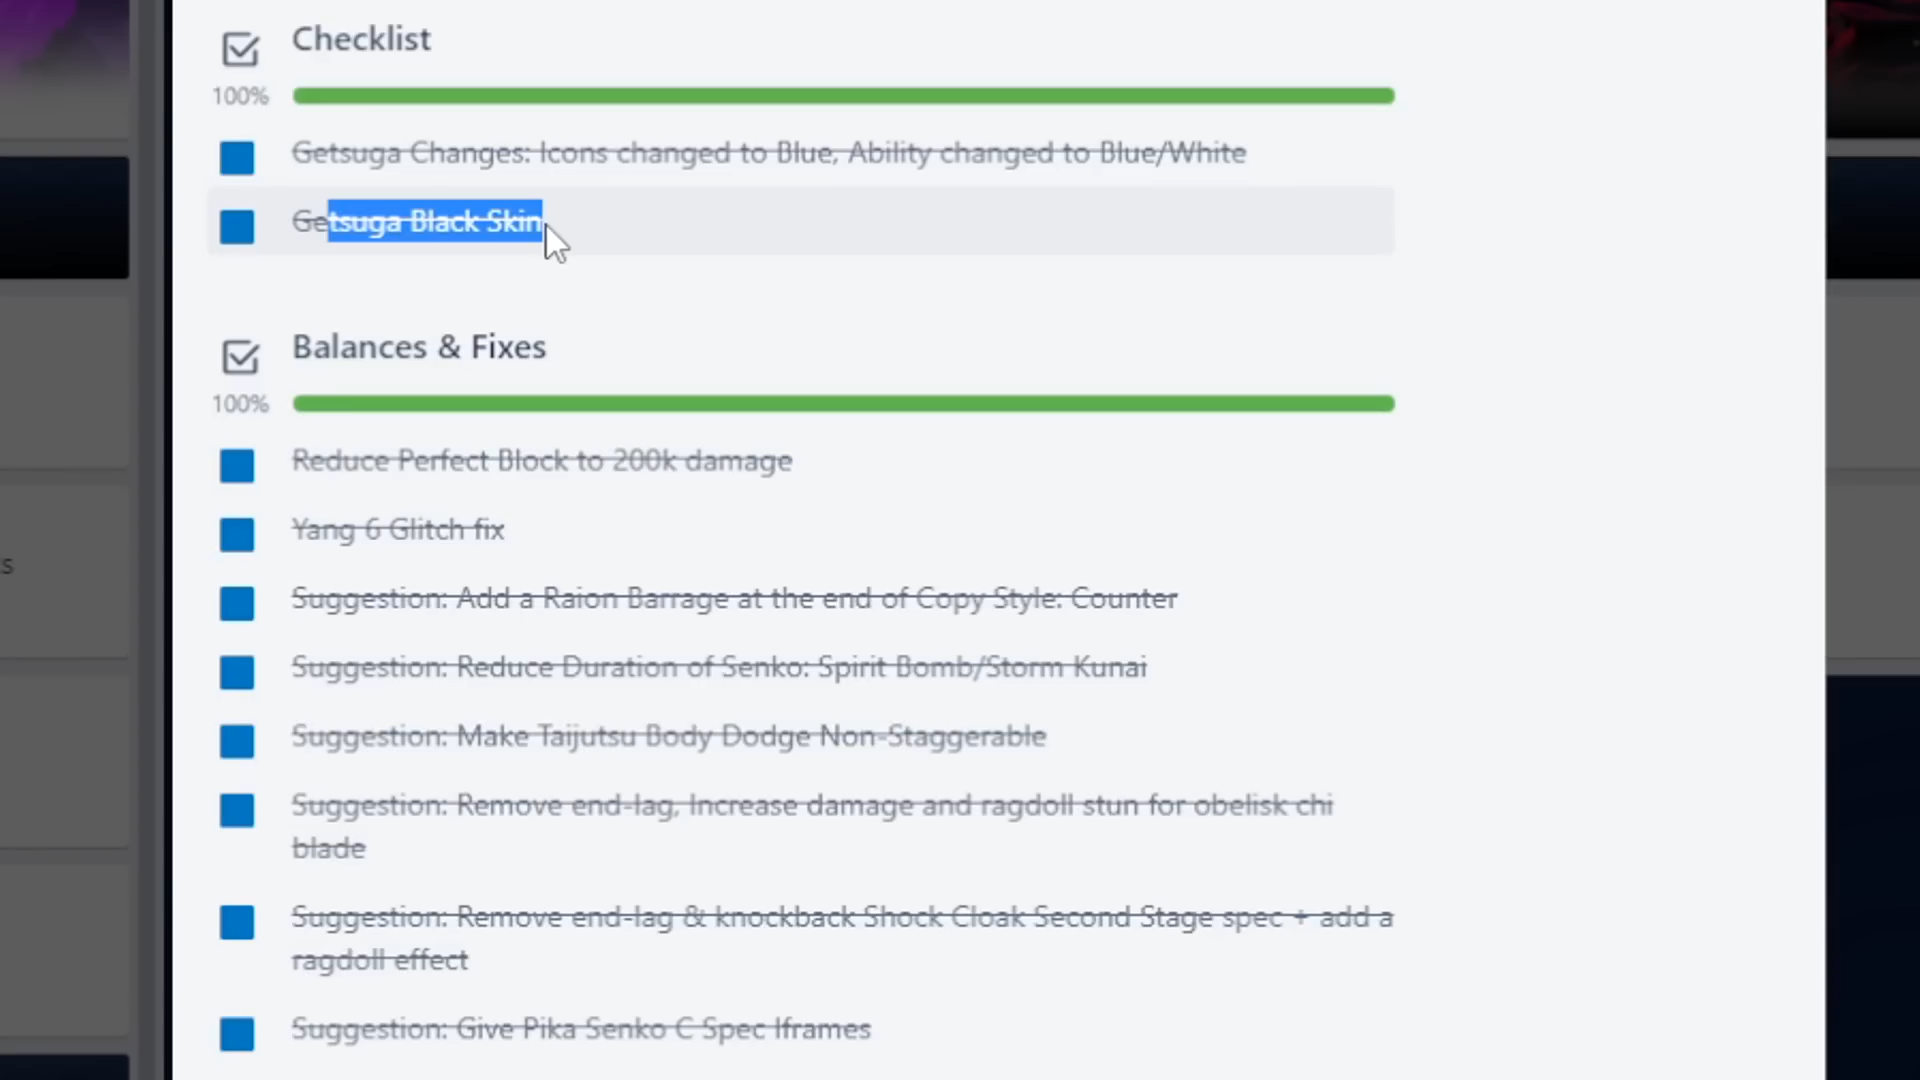 Checklist
100%
Getsuga Changes: Icons changed to Blue, Ability changed to Blue/White
Getsuga Black Skin
Balances & Fixes
100%
Reduce Perfect Block to 200k damage
Yang 6 Glitch fix
Suggestion: Add a Raion Barrage at the end of Copy Style: Counter
Suggestion: Reduce Duration of Senko: Spirit Bomb/Storm Kunai
s
Suggestion: Make Taijutsu Body Dodge Non-Staggerable
Suggestion: Remove end-lag, Increase damage and ragdoll stun for obelisk chi
blade
Suggestion: Remove end-lag & knockback Shock Cloak Second Stage spec + add a
ragdoll effect
Suggestion: Give Pika Senko C Spec Iframes